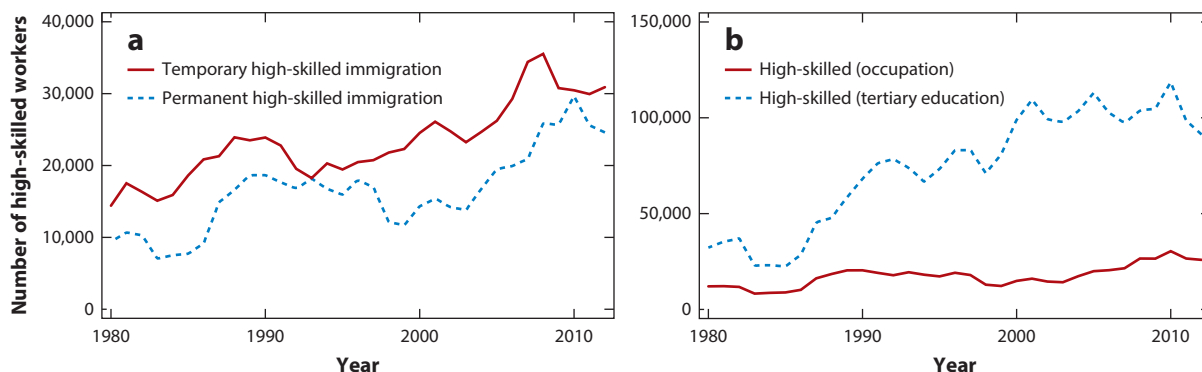 a
Temporary high-skilled immigration
Permanent high-skilled immigration
Number of high-skilled workers
40,000
30,000
20,000
10,000
0
1980
1990
2000
2010
Year
b
High-skilled (occupation)
High-skilled (tertiary education)
150,000
100,000
50,000
0
1980
1990
2000
2010
Year